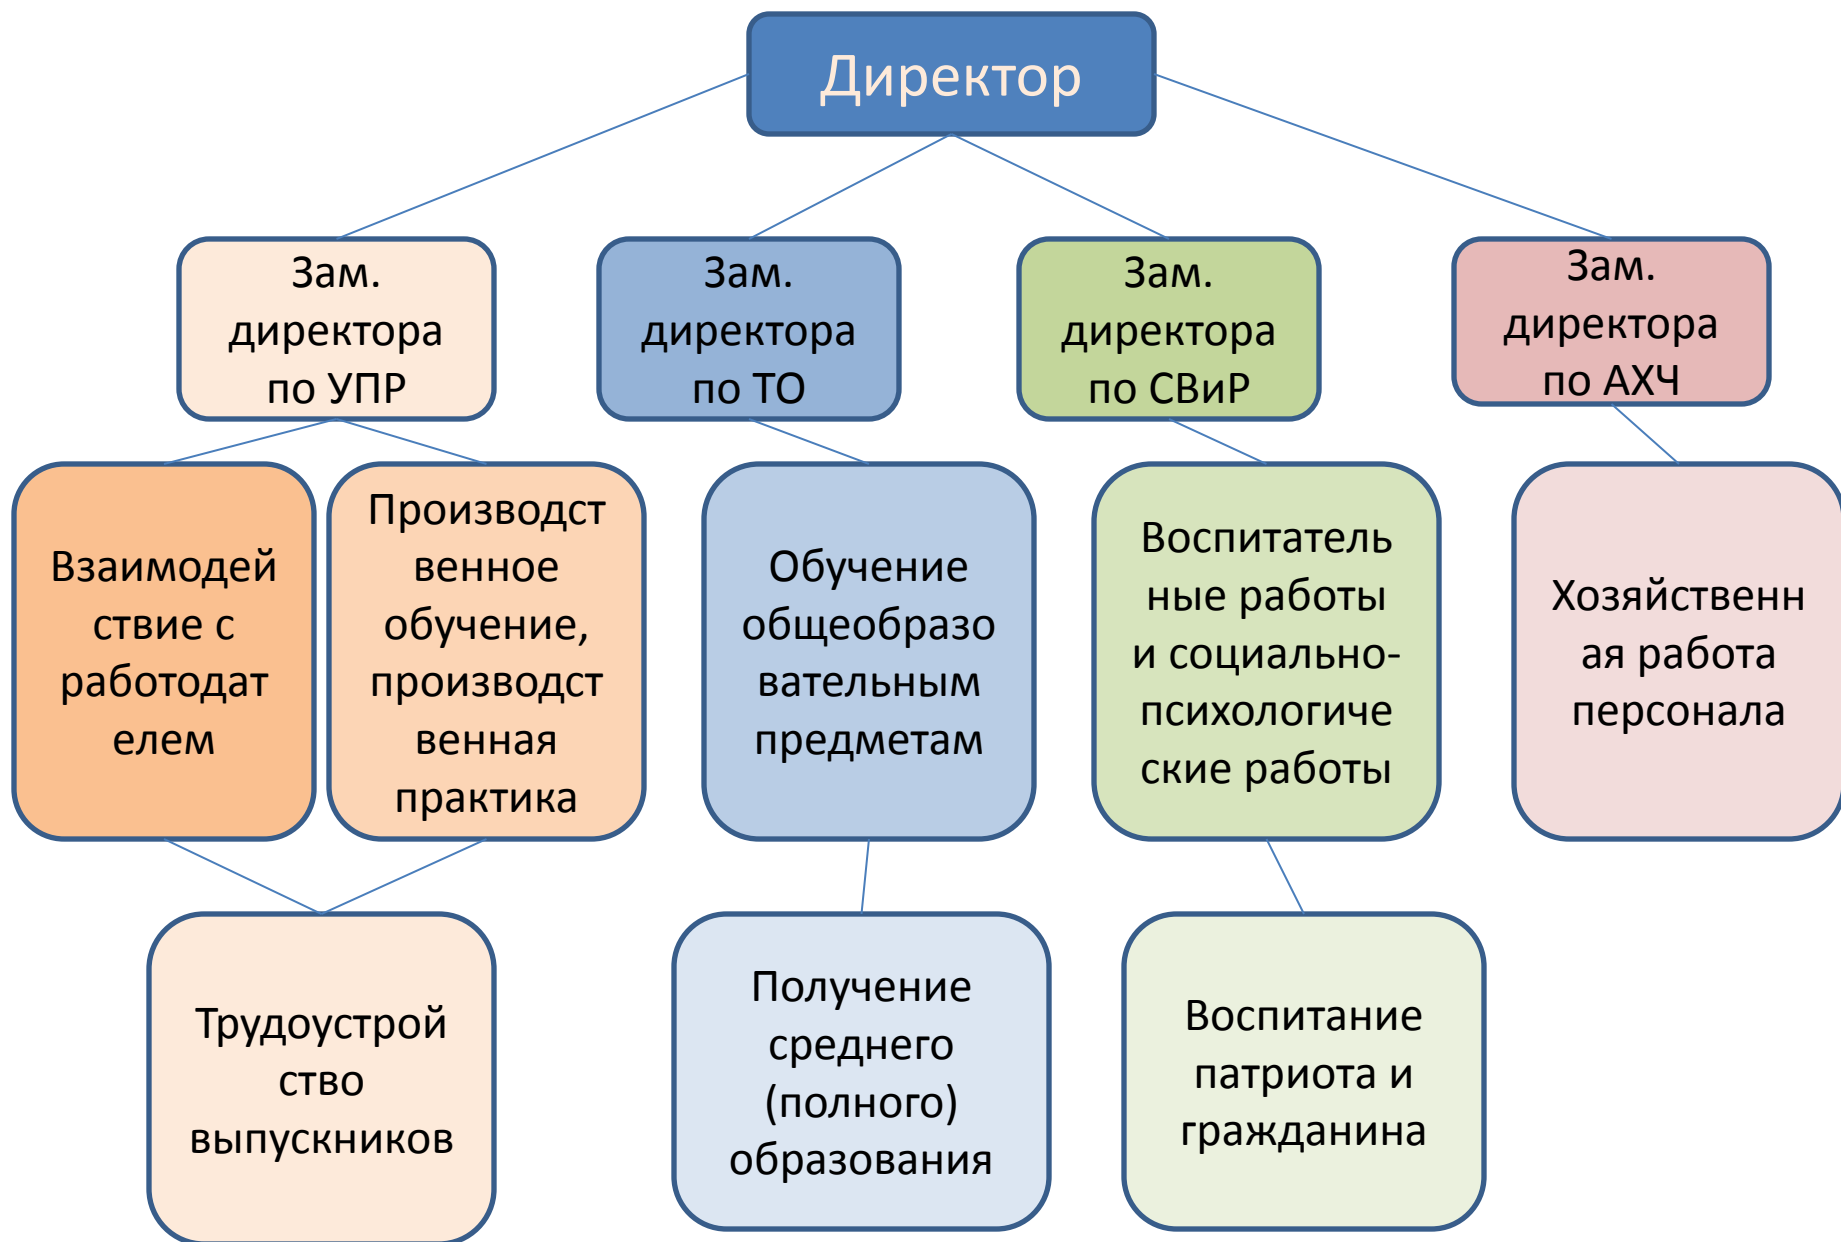 Директор
Зам.
директора
по УПР
Зам.
директора
по ТО
Зам.
директора
по СВиР
Зам.
директора
по АХЧ
Взаимодей
ствие с
работодат
елем
Производст
венное
обучение,
производст
венная
практика
Обучение
общеобразо
вательным
предметам
Воспитатель
ные работы
и социально-
психологиче
ские работы
Хозяйственн
ая работа
персонала
Трудоустрой
ство
выпускников
Получение
среднего
(полного)
образования
Воспитание
патриота и
гражданина